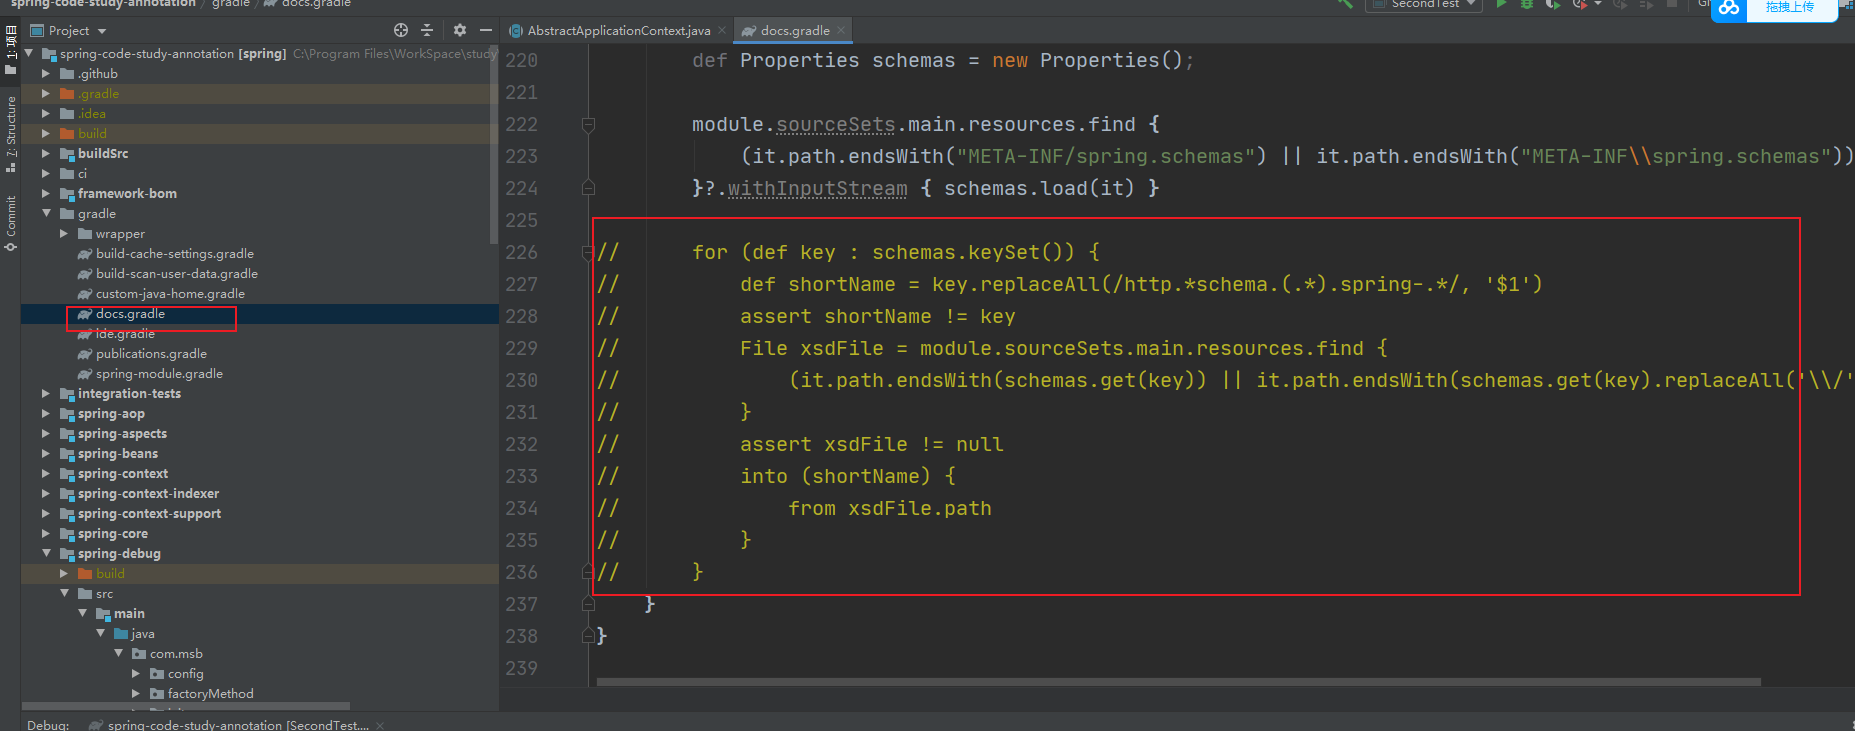 spring-code-study-annotation / gradle / docs.gradle
SecondTest
拖拽上传
Project
AbstractApplicationContext.java
docs.gradle
1: 项目
7: Structure
Commit
spring-code-study-annotation [spring] C:\Program Files\WorkSpace\study
.github
.gradle
.idea
build
buildSrc
ci
framework-bom
gradle
wrapper
build-cache-settings.gradle
build-scan-user-data.gradle
custom-java-home.gradle
docs.gradle
ide.gradle
publications.gradle
spring-module.gradle
integration-tests
spring-aop
spring-aspects
spring-beans
spring-context
spring-context-indexer
spring-context-support
spring-core
spring-debug
build
src
main
java
com.msb
config
factoryMethod
220 def Properties schemas = new Properties();
221
222 module.sourceSets.main.resources.find {
223 (it.path.endsWith("META-INF/spring.schemas") || it.path.endsWith("META-INF\\spring.schemas"))
224 }?.withInputStream { schemas.load(it) }
225
226 // for (def key : schemas.keySet()) {
227 // def shortName = key.replaceAll(/http.*schema.(.*).spring-.*/, '$1')
228 // assert shortName != key
229 // File xsdFile = module.sourceSets.main.resources.find {
230 // (it.path.endsWith(schemas.get(key)) || it.path.endsWith(schemas.get(key).replaceAll('\\/'
231 // }
232 // assert xsdFile != null
233 // into (shortName) {
234 // from xsdFile.path
235 // }
236 // }
237 }
238 }
239
Debug: spring-code-study-annotation [SecondTest....